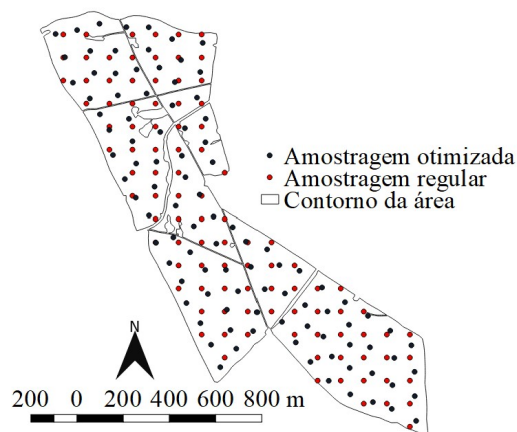 Amostragem otimizada
Amostragem regular
Contorno da área
N
200 0 200 400 600 800 m